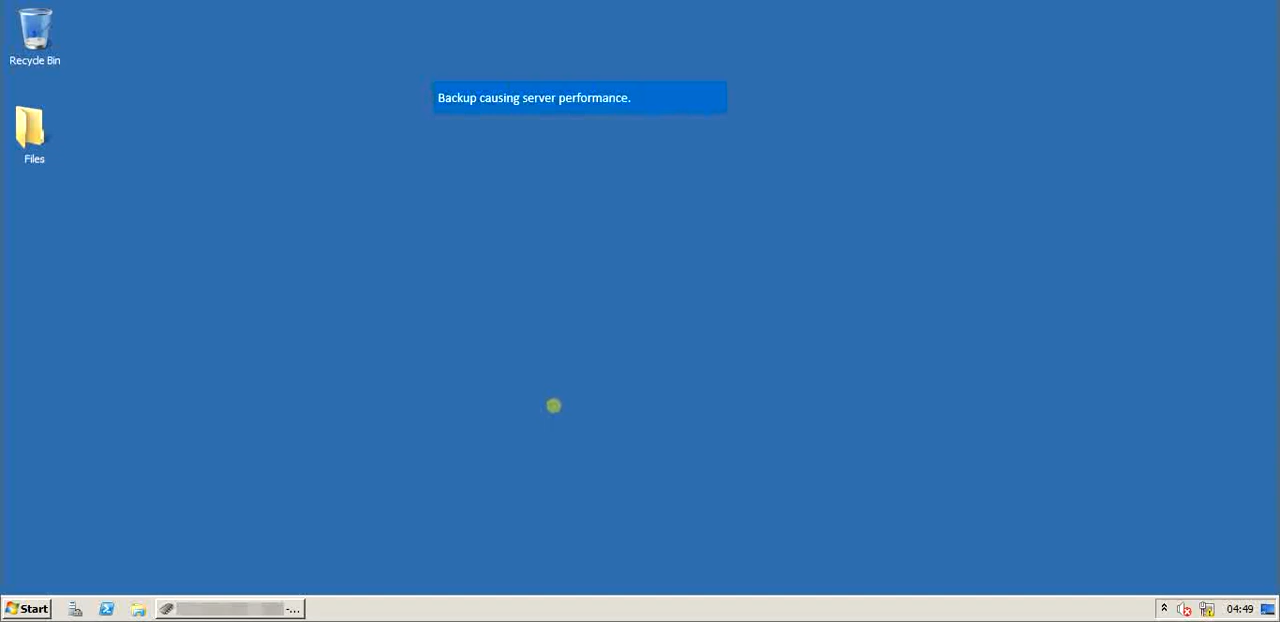 Recycle Bin
Backup causing server performance.
Files
Start
-...
04:49